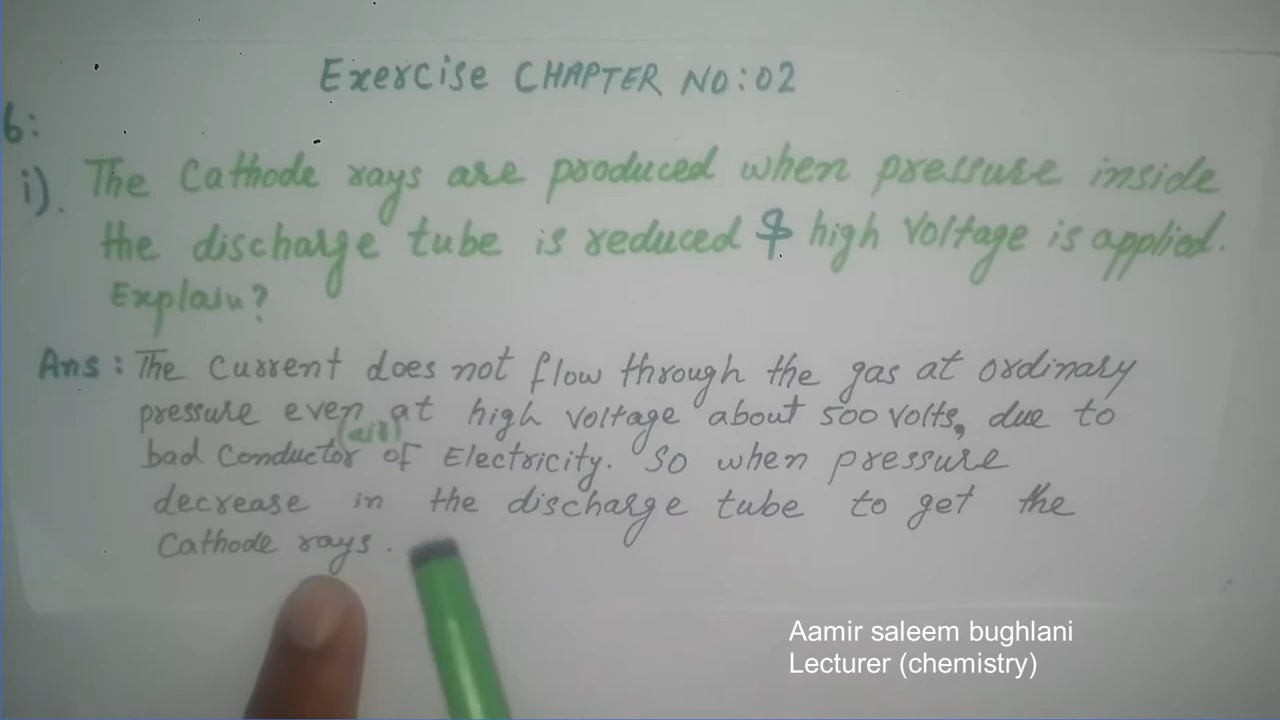 Exercise CHAPTER NO:02
6:
i). The Cathode rays are produced when pressure inside
the discharge tube is reduced & high Voltage is applied.
Explain?
Ans: The Current does not flow through the gas at ordinary
pressure even at high Voltage about 500 Volts, due to
(air)
bad Conductor of Electricity. So when pressure
decrease in the discharge tube to get the
Cathode rays.
Aamir saleem bughlani
Lecturer (chemistry)